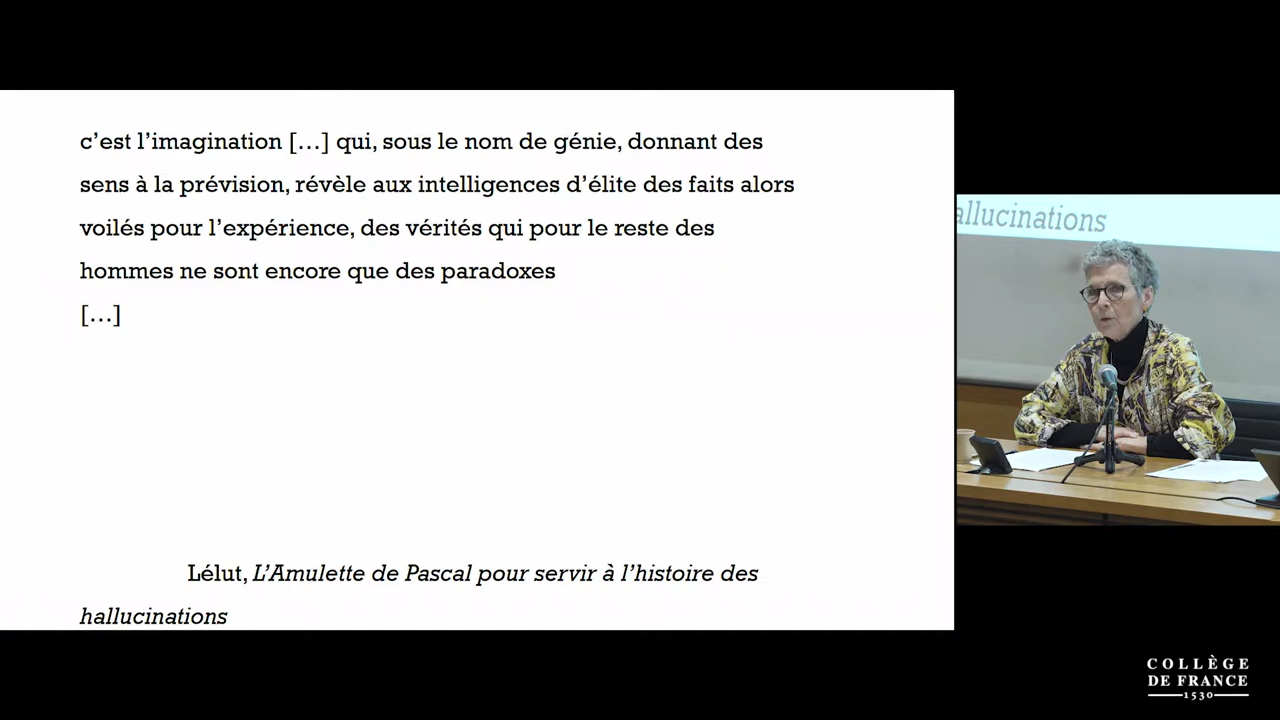 c’est l’imagination […] qui, sous le nom de génie, donnant des
sens à la prévision, révèle aux intelligences d’élite des faits alors
voilés pour l’expérience, des vérités qui pour le reste des
hommes ne sont encore que des paradoxes
[…]
Lélut, L’Amulette de Pascal pour servir à l’histoire des
hallucinations
allucinations
COLLÈGE
DE FRANCE
1530